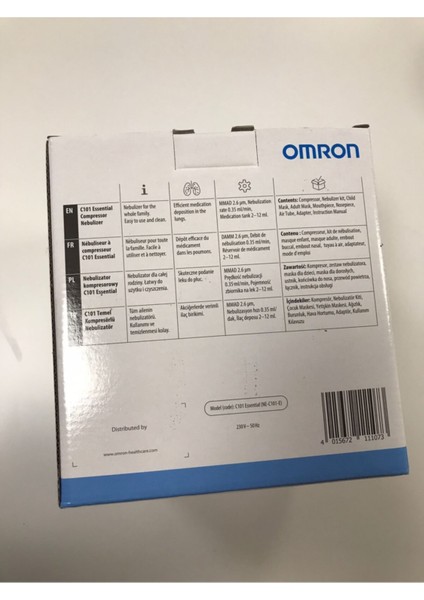 OMRON
EN
C101 Essential
Compressor
Nebulizer
Nebulizer for the
whole family.
Easy to use and clean.
Efficient medication
deposition in the
lungs.
MMAD 2.6 µm, Nebulization
rate 0.35 ml/min,
Medication tank 2–12 ml.
Contents: Compressor, Nebulizer kit, Child
Mask, Adult Mask, Mouthpiece, Nosepiece,
Air Tube, Adapter, Instruction Manual
FR
Nébuliseur à
compresseur
C101 Essential
Nébuliseur pour toute
la famille. Facile à
utiliser et à nettoyer.
Dépôt efficace du
médicament
dans les poumons.
DAMM 2.6 µm, Débit de
nébulisation 0.35 ml/min,
Réservoir de médicament
2–12 ml.
Contenu : Compresseur, kit de nébulisation,
masque enfant, masque adulte, embout
buccal, embout nasal, tuyau à air, adaptateur,
mode d'emploi
PL
Nebulizator
kompresorowy
C101 Essential
Nebulizator dla całej
rodziny. Łatwy do
użytku i czyszczenia.
Skuteczne podanie
leku do płuc.
MMAD 2.6 µm
Prędkość nebulizacji
0.35 ml/min, Pojemność
zbiornika na lek 2–12 ml.
Zawartość: Kompresor, zestaw nebulizatora,
maska dla dzieci, maska dla dorosłych,
ustnik, końcówka do nosa, przewód powietrza,
łącznik, instrukcja obsługi
C101 Temel
Kompresörlü
Nebulizatör
Tüm ailenin
nebulizatörü.
Kullanımı ve
temizlenmesi kolay.
Akciğerlerde verimli
ilaç birikimi.
MMAD 2.6 µm,
Nebulizasyon hızı 0.35 ml/
dak, İlaç deposu 2–12 ml.
İçindekiler: Kompresör, Nebulizatör Kiti,
Çocuk Maskesi, Yetişkin Maskesi, Ağızlık,
Burunluk, Hava Hortumu, Adaptör, Kullanım
Kılavuzu.
Model (code): C101 Essential (NE-C101-E)
230 V~ 50 Hz
Distributed by
www.omron-healthcare.com
4 015672 111073